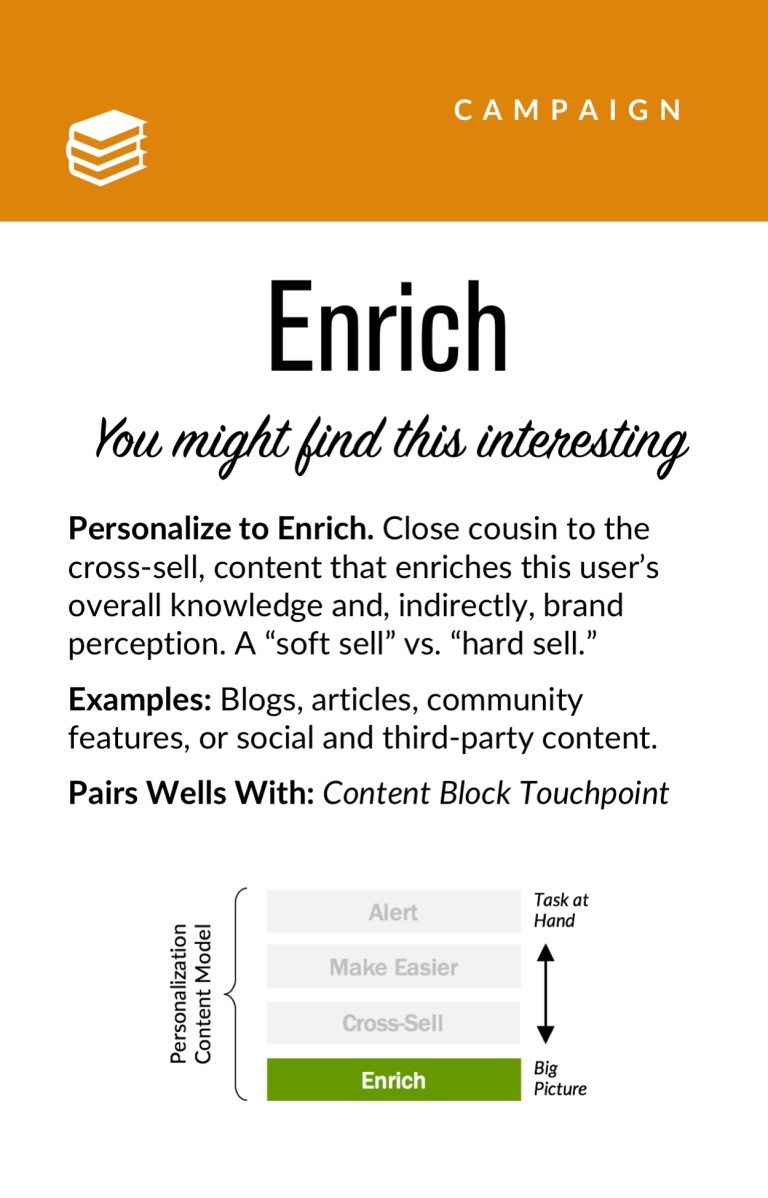 CAMPAIGN
Enrich
You might find this interesting
Personalize to Enrich. Close cousin to the
cross-sell, content that enriches this user’s
overall knowledge and, indirectly, brand
perception. A “soft sell” vs. “hard sell.”
Examples: Blogs, articles, community
features, or social and third-party content.
Pairs Wells With: Content Block Touchpoint
Personalization
Content Model
Alert
Make Easier
Cross-Sell
Enrich
Task at
Hand
Big
Picture